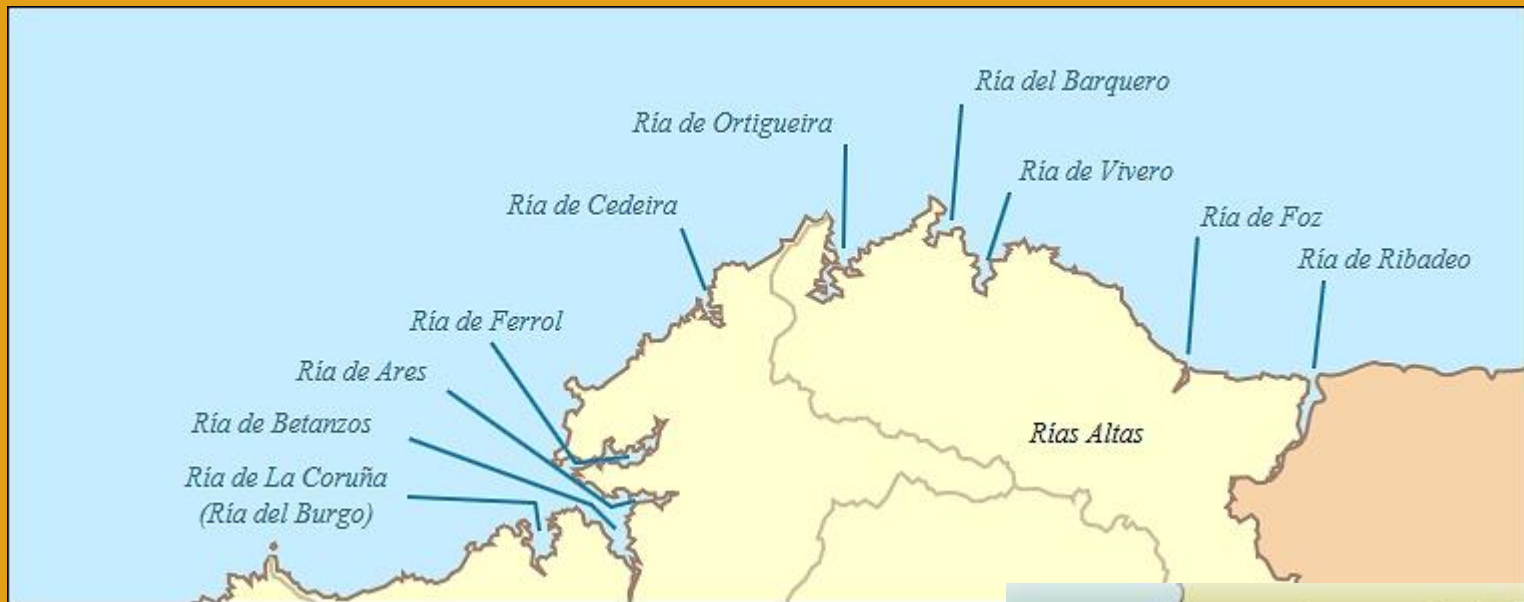 Ría del Barquero
Ría de Ortigueira
Ría de Vivero
Ría de Cedeira
Ría de Foz
Ría de Ribadeo
Ría de Ferrol
Ría de Ares
Ría de Betanzos
Rías Altas
Ría de La Coruña
(Ría del Burgo)